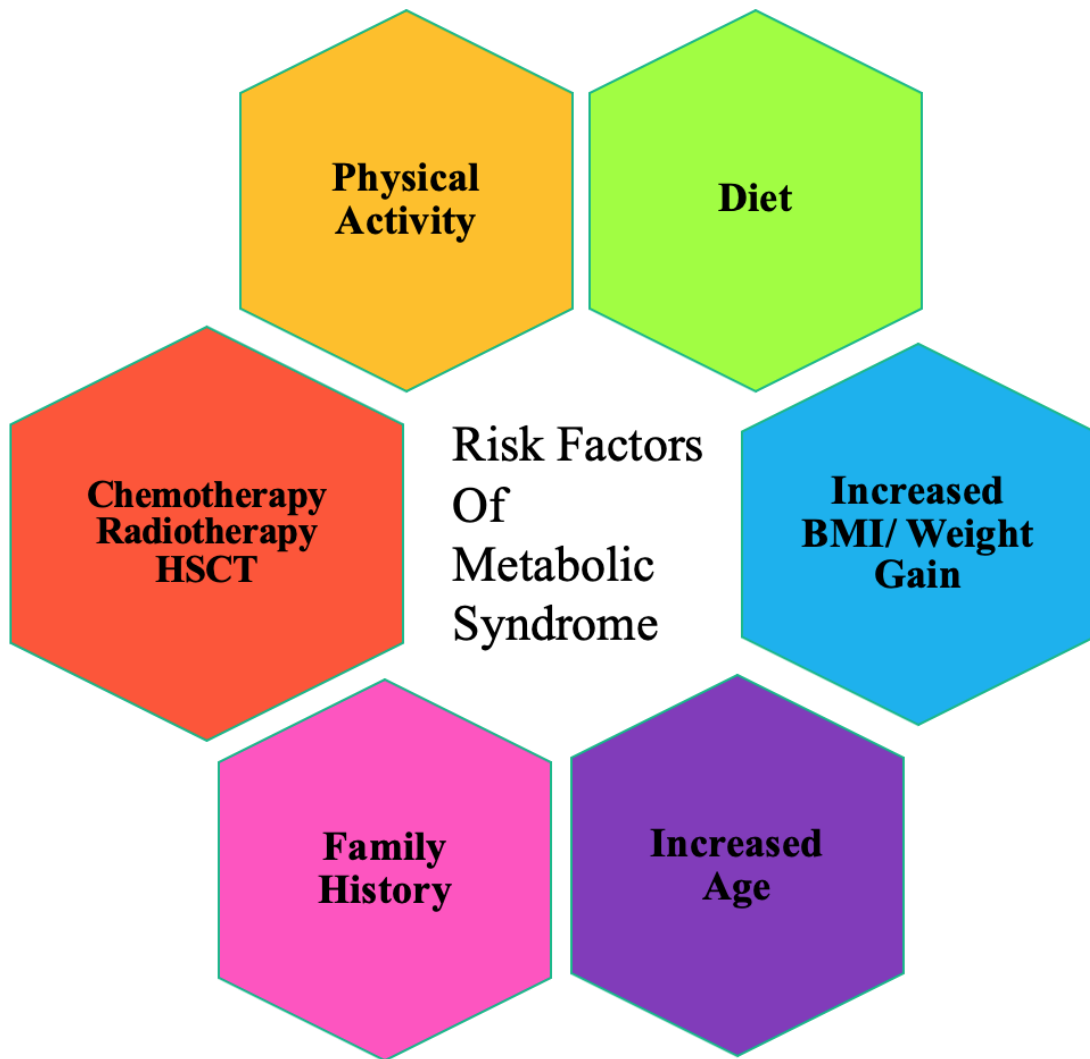 Physical
Activity
Diet
Chemotherapy
Radiotherapy
HSCT
Risk Factors
Of
Metabolic
Syndrome
Increased
BMI/ Weight
Gain
Family
History
Increased
Age